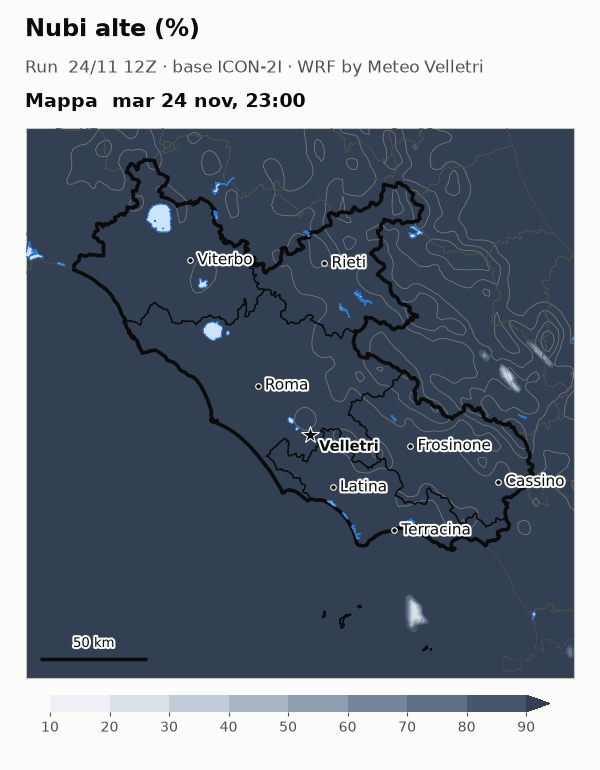 Nubi alte (%)
Run 24/11 12Z · base ICON-2I · WRF by Meteo Velletri
Mappa mar 24 nov, 23:00
Viterbo
Rieti
Roma
Velletri
Frosinone
Latina
Cassino
Terracina
50 km
10 20 30 40 50 60 70 80 90